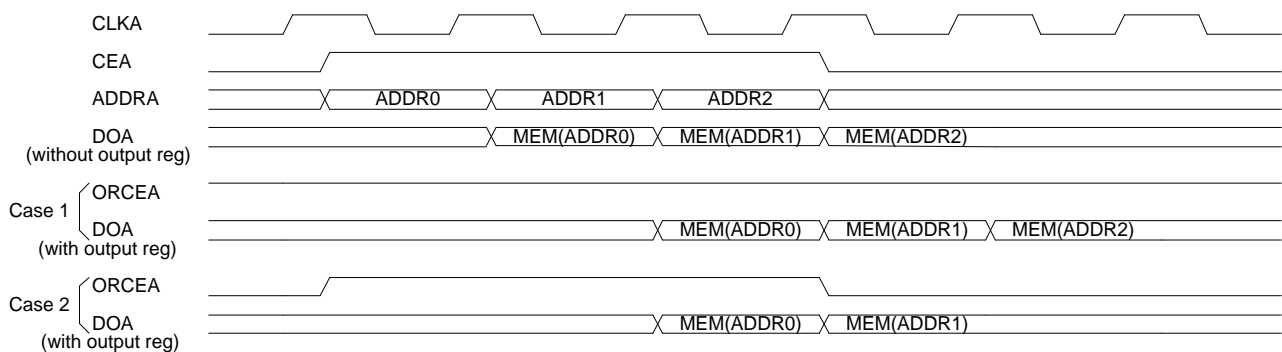 CLKA
CEA
ADDRA ADDR0 ADDR1 ADDR2
DOA MEM(ADDR0) MEM(ADDR1) MEM(ADDR2)
(without output reg)
ORCEA
Case 1
DOA MEM(ADDR0) MEM(ADDR1) MEM(ADDR2)
(with output reg)
ORCEA
Case 2
DOA MEM(ADDR0) MEM(ADDR1)
(with output reg)